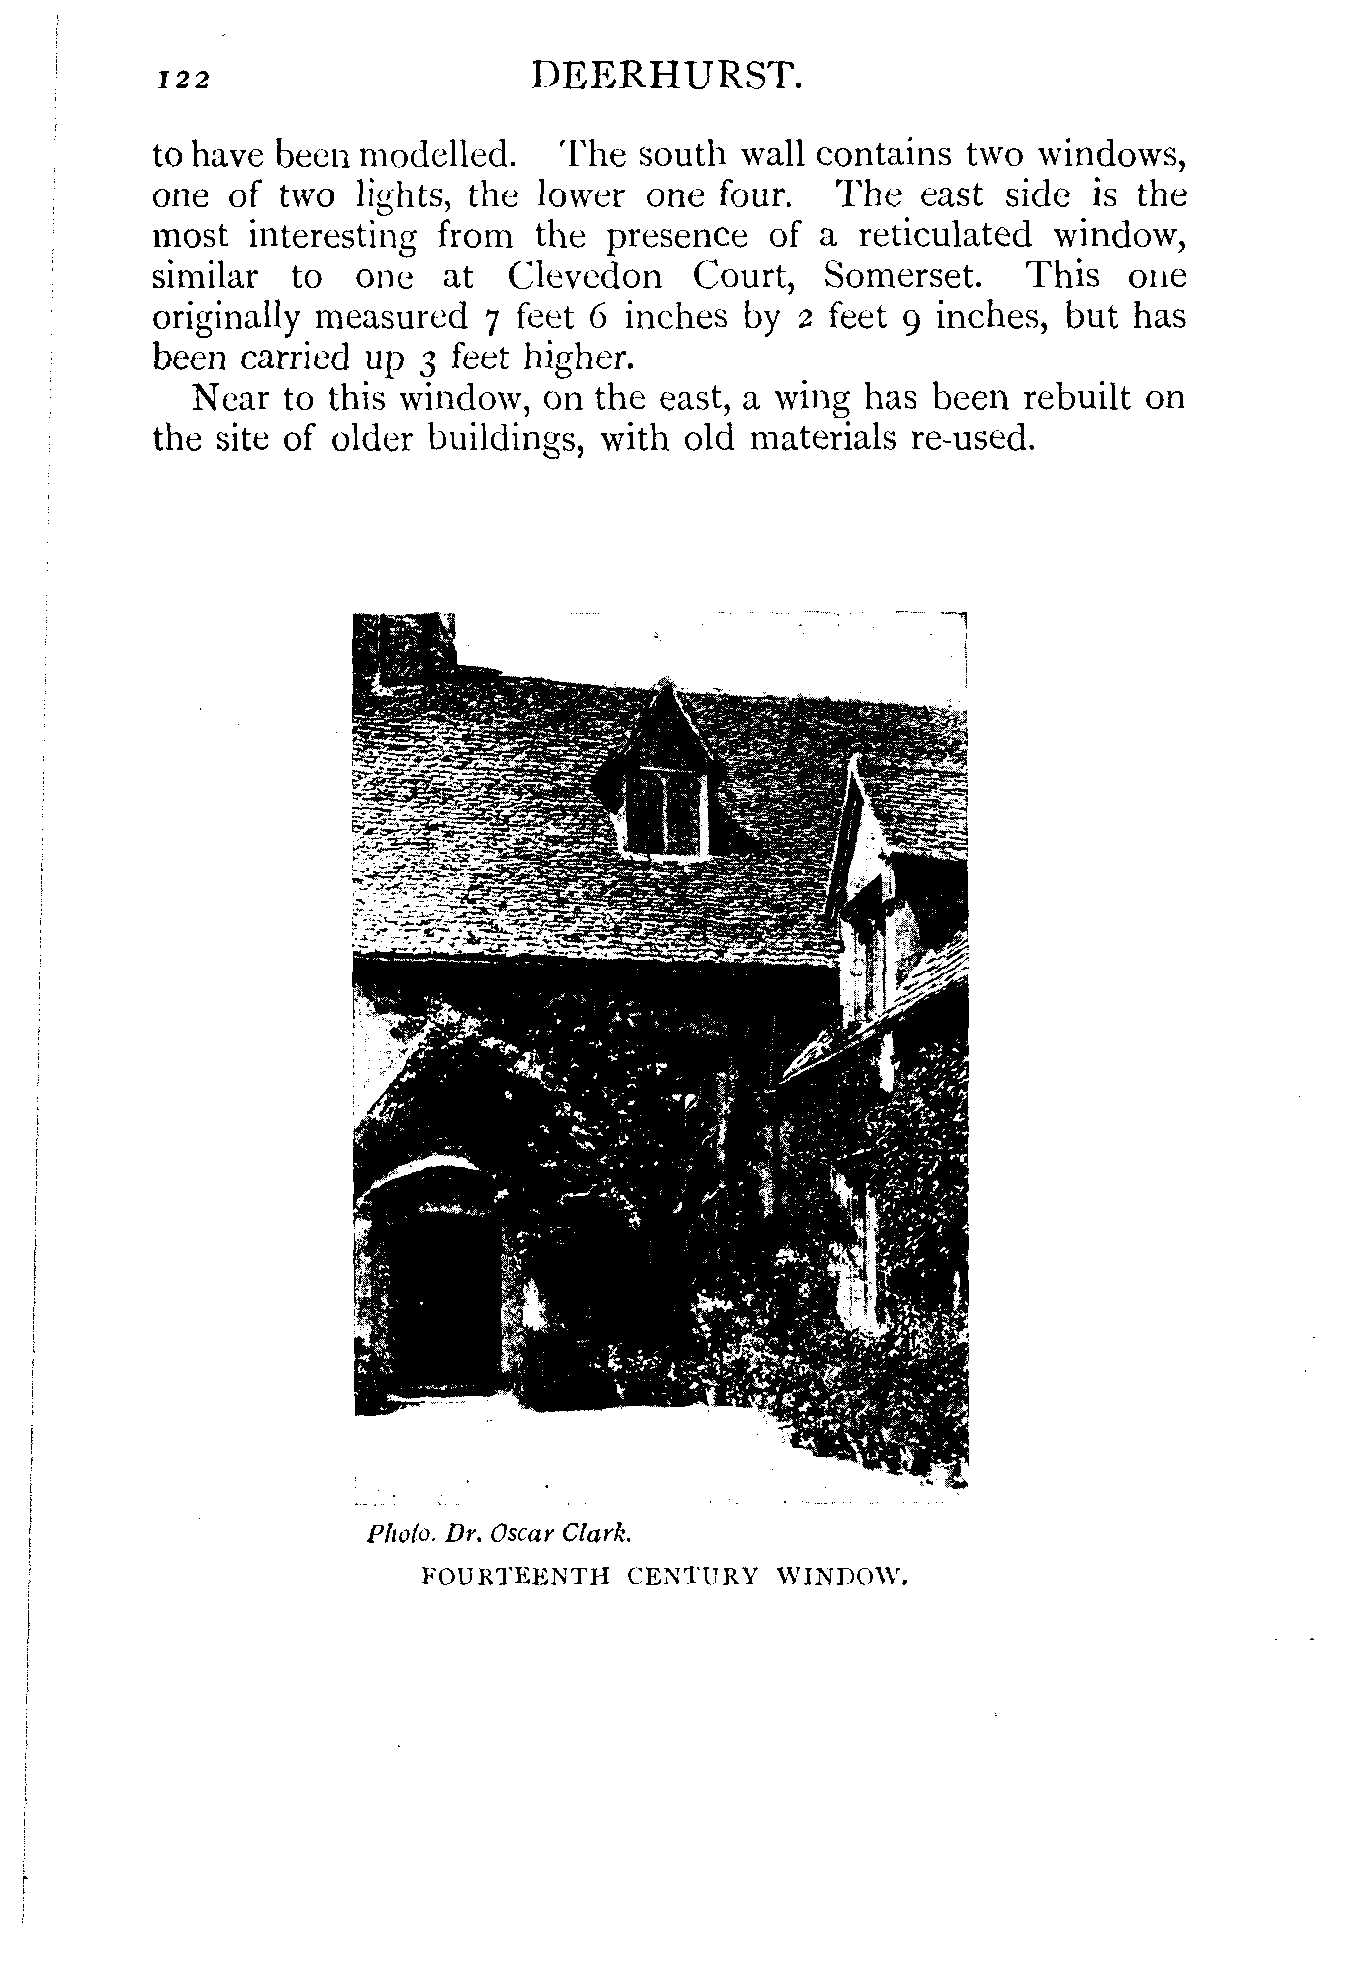 122 DEERHURST.
to have been modelled. The south wall contains two windows,
one of two lights, the lower one four. The east side is the
most interesting from the presence of a reticulated window,
similar to one at Clevedon Court, Somerset. This one
originally measured 7 feet 6 inches by 2 feet 9 inches, but has
been carried up 3 feet higher.
Near to this window, on the east, a wing has been rebuilt on
the site of older buildings, with old materials re-used.
Photo. Dr. Oscar Clark.
FOURTEENTH CENTURY WINDOW.